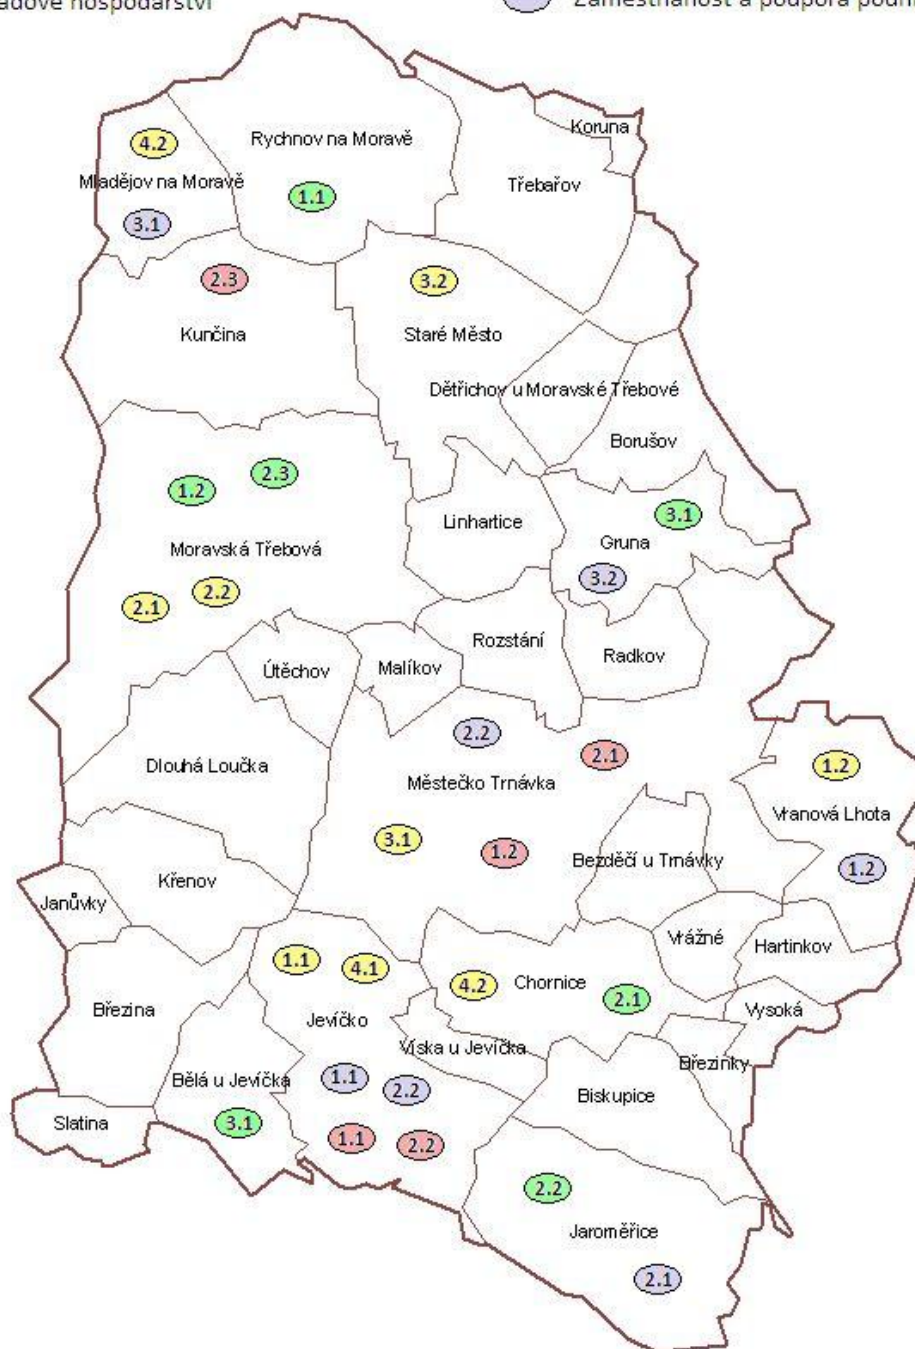 hospodářství
Zaměstnanost a podpora
Koruna
Rychnov na Moravě
4.2
Třebařov
Mladějov na Moravě
1.1
3.1
2.3
3.2
Kunčina
Staré Město
Dětřichov u Moravské Třebové
Borušov
2.3
1.2
3.1
Linhartice
Gruna
Moravská Třebová
3.2
2.2
2.1
Rozstání
Radkov
Malíkov
Útěchov
2.2
2.1
1.2
Dlouhá Loučka
Městečko Trnávka
Vranová Lhota
3.1
1.2
Bezděčí u Trnávky
1.2
Křenov
Janůvky
Vrážné
Hartinkov
1.1
4.1
Chornice
4.2
2.1
Březina
Vysoká
Jevíčko
Víska u Jevíčka
Březinky
Bělá u Jevíčka
1.1
2.2
Biskupice
Slatina
3.1
1.1
2.2
2.2
Jaroměřice
2.1